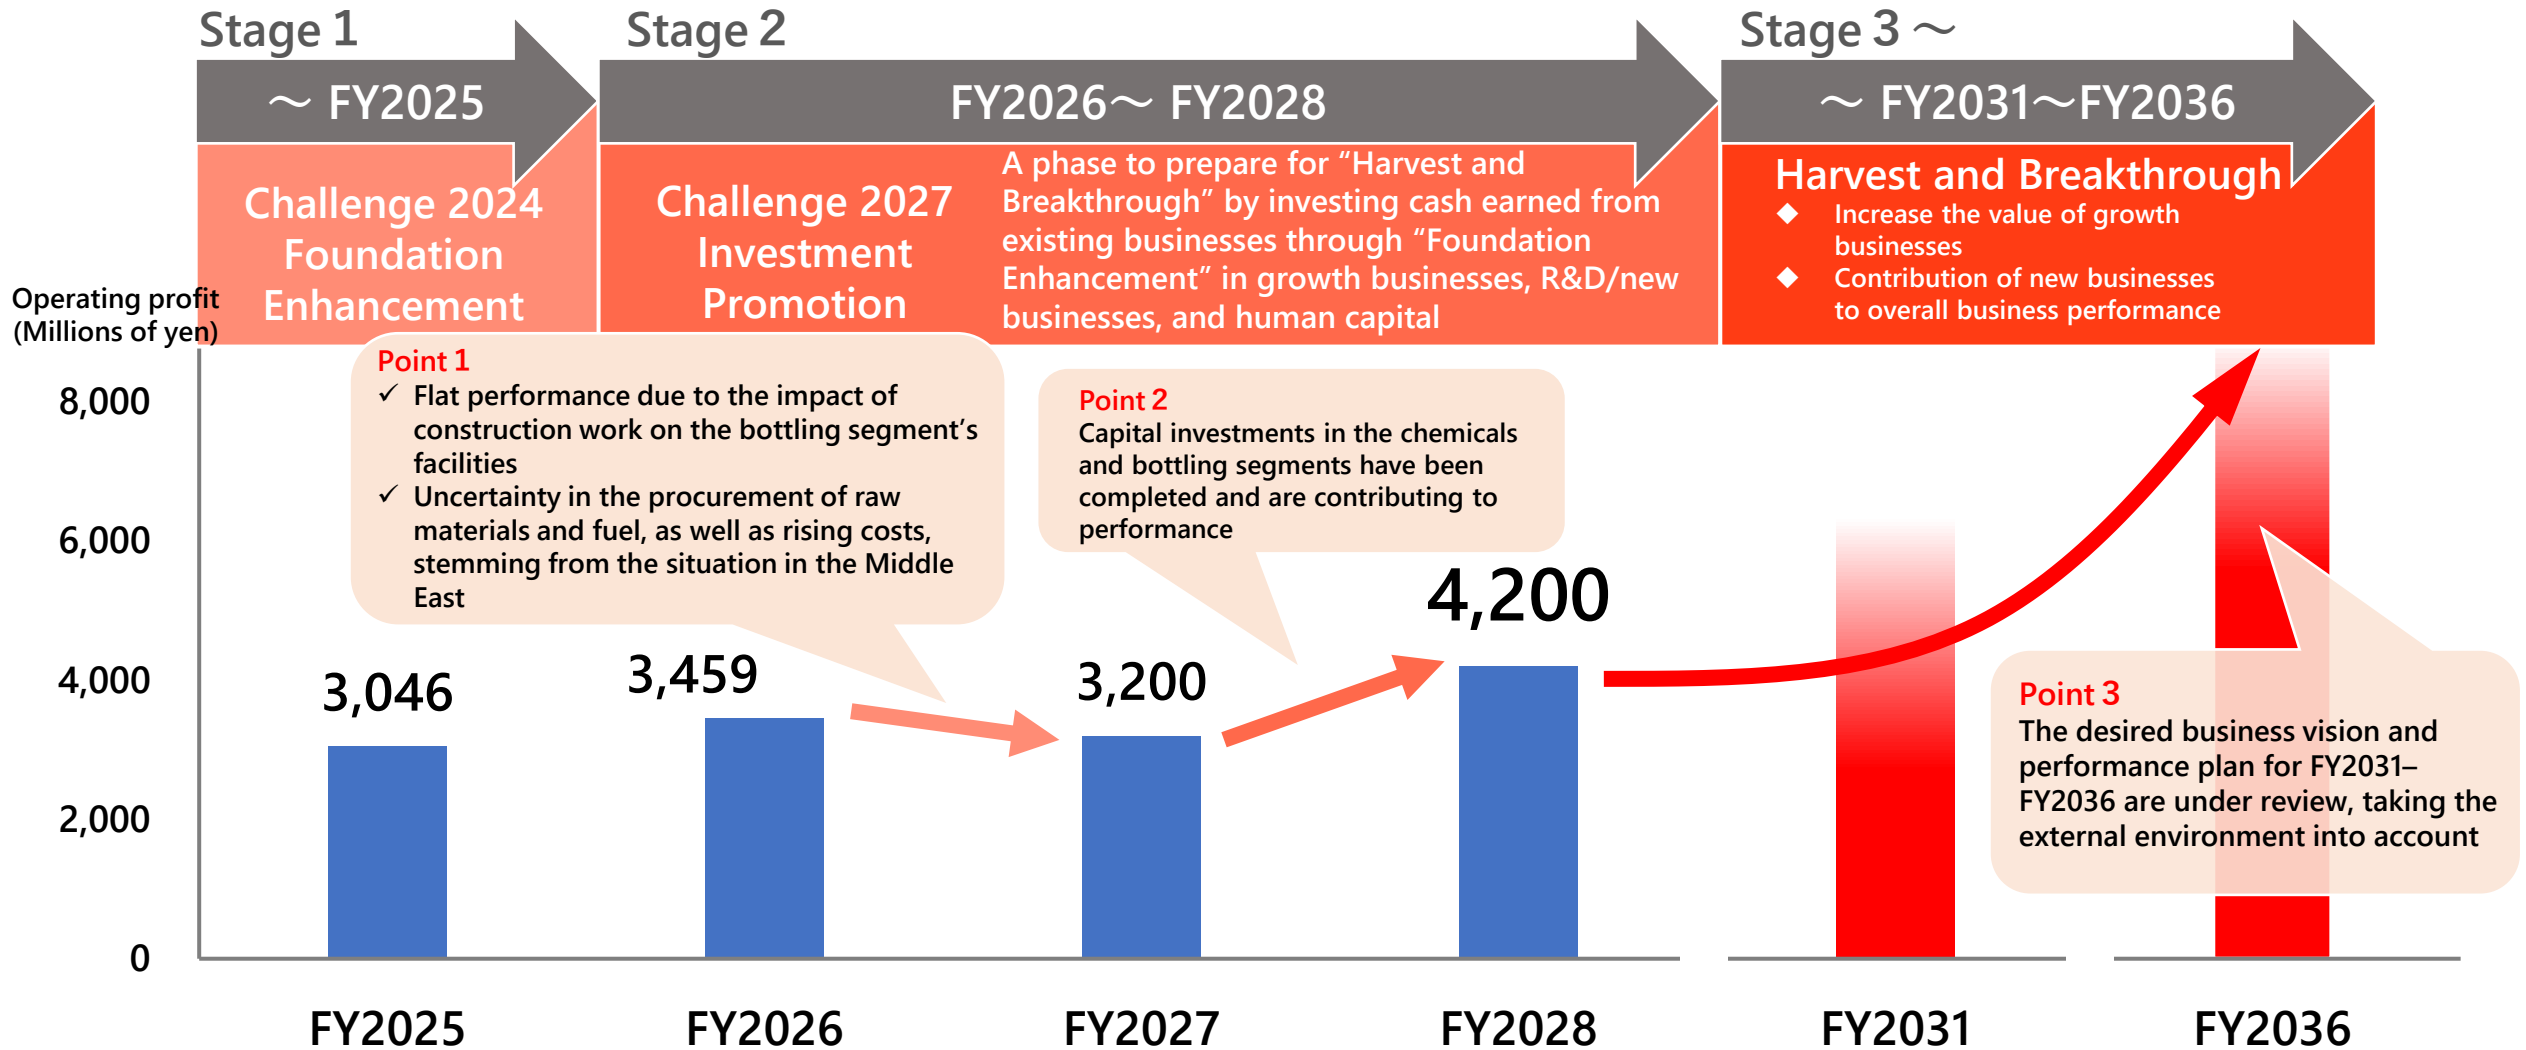 Stage 1
Stage 2
Stage 3 ～
～ FY2025
FY2026～ FY2028
～ FY2031～FY2036
Challenge 2024
Foundation
Enhancement
Challenge 2027
Investment
Promotion
A phase to prepare for “Harvest and
Breakthrough” by investing cash earned from
existing businesses through “Foundation
Enhancement” in growth businesses, R&D/new
businesses, and human capital
Harvest and Breakthrough
◆ Increase the value of growth
businesses
◆ Contribution of new businesses
to overall business performance
Operating profit
(Millions of yen)
8,000
6,000
4,000
2,000
0
Point 1
✓ Flat performance due to the impact of
construction work on the bottling segment’s
facilities
✓ Uncertainty in the procurement of raw
materials and fuel, as well as rising costs,
stemming from the situation in the Middle
East
Point 2
Capital investments in the chemicals
and bottling segments have been
completed and are contributing to
performance
Point 3
The desired business vision and
performance plan for FY2031–
FY2036 are under review, taking the
external environment into account
3,046
3,459
3,200
4,200
FY2025
FY2026
FY2027
FY2028
FY2031
FY2036